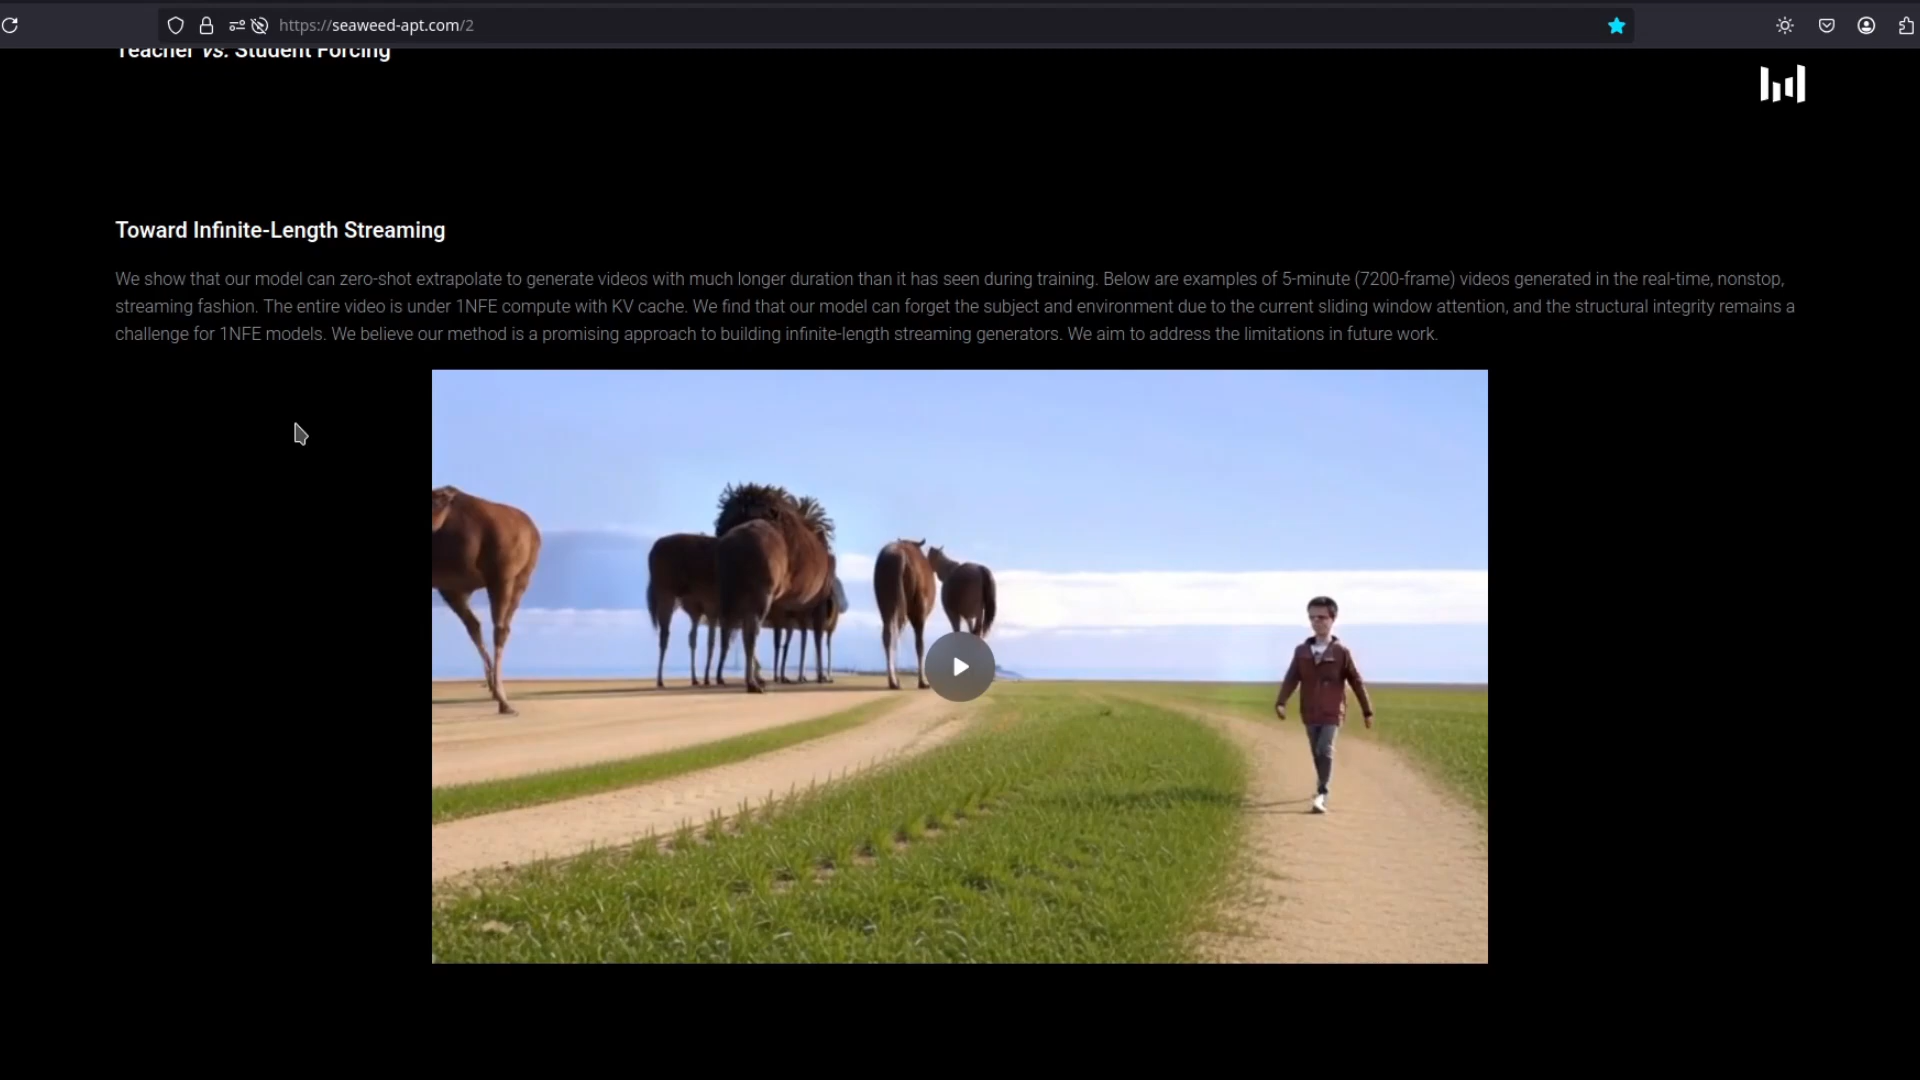 https://seaweed-apt.com/2
Teacher vs. Student Forcing
Toward Infinite-Length Streaming
We show that our model can zero-shot extrapolate to generate videos with much longer duration than it has seen during training. Below are examples of 5-minute (7200-frame) videos generated in the real-time, nonstop,
streaming fashion. The entire video is under 1NFE compute with KV cache. We find that our model can forget the subject and environment due to the current sliding window attention, and the structural integrity remains a
challenge for 1NFE models. We believe our method is a promising approach to building infinite-length streaming generators. We aim to address the limitations in future work.